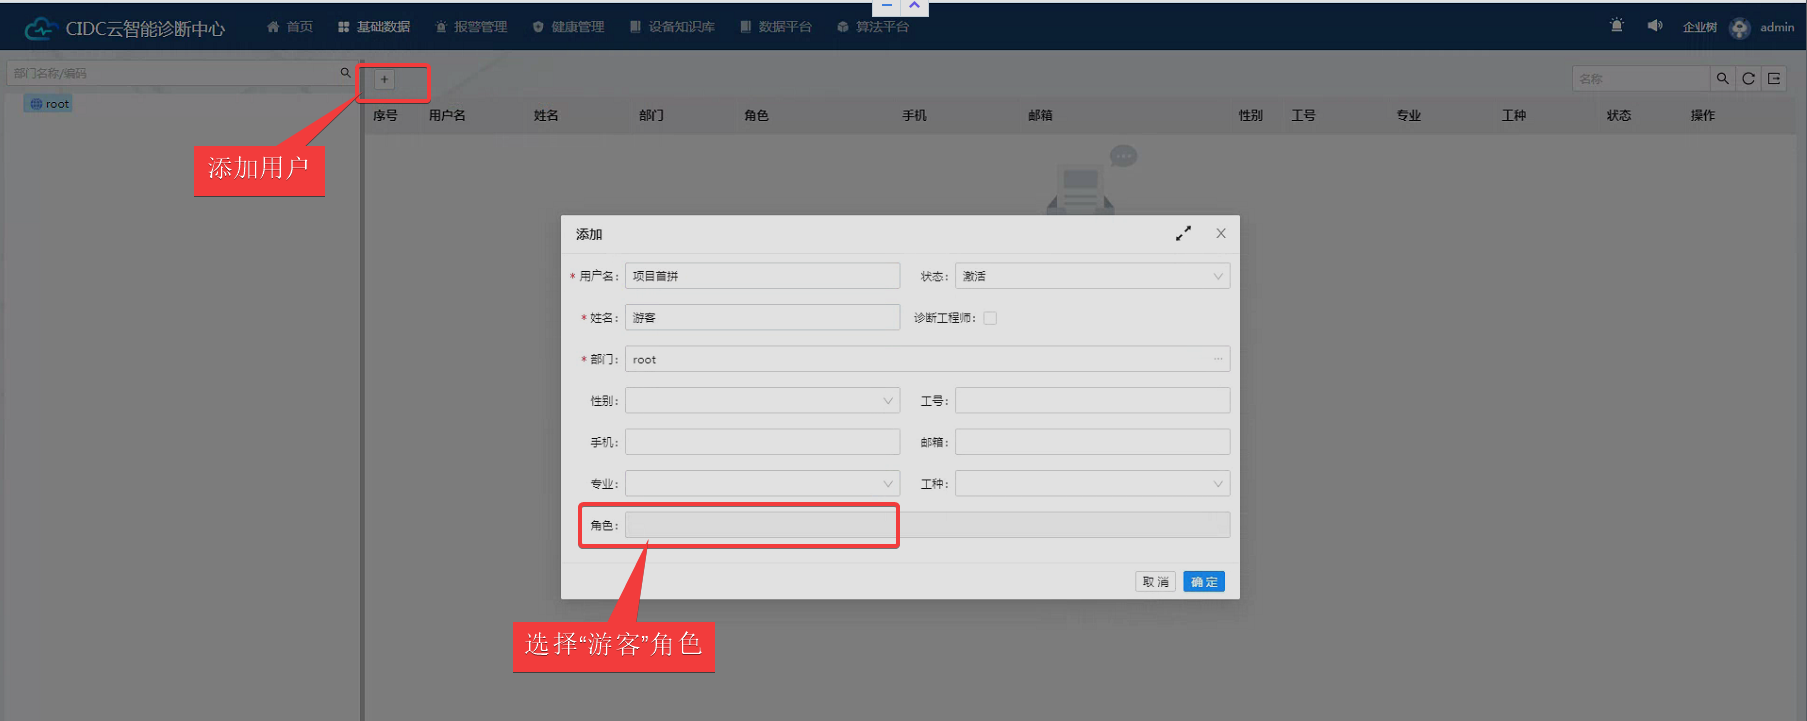 CIDC云智能诊断中心
首页
基础数据
报警管理
健康管理
设备知识库
数据平台
算法平台
企业树
admin
部门名称/编码
+
名称
root
序号
用户名
姓名
部门
角色
手机
邮箱
性别
工号
专业
工种
状态
操作
添加用户
添加
* 用户名: 项目首拼
状态: 激活
* 姓名: 游客
诊断工程师:
* 部门: root ...
性别:
工号:
手机:
邮箱:
专业:
工种:
角色:
取消
确定
选择“游客”角色